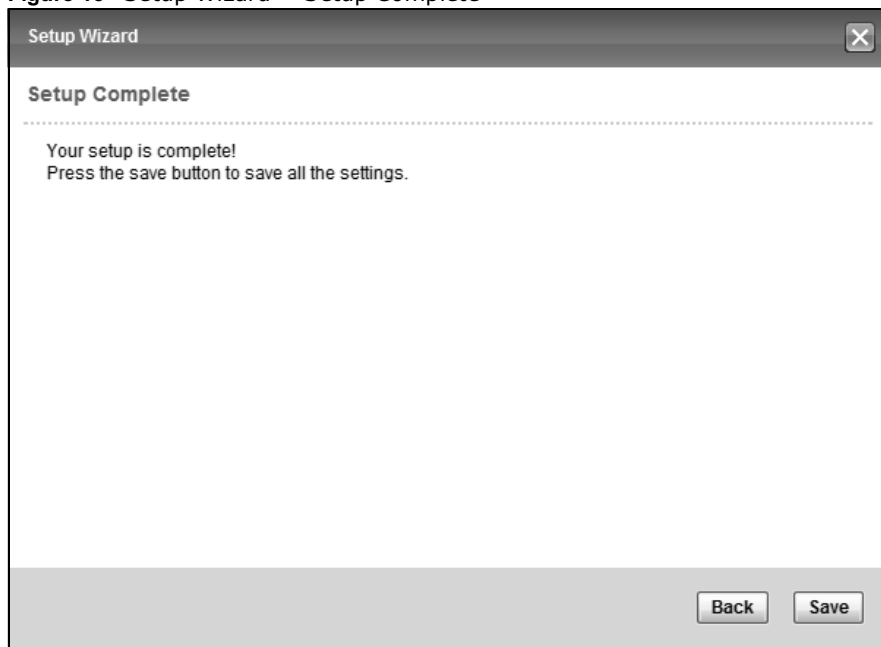 Setup Wizard
Setup Complete
Your setup is complete!
Press the save button to save all the settings.
Back
Save